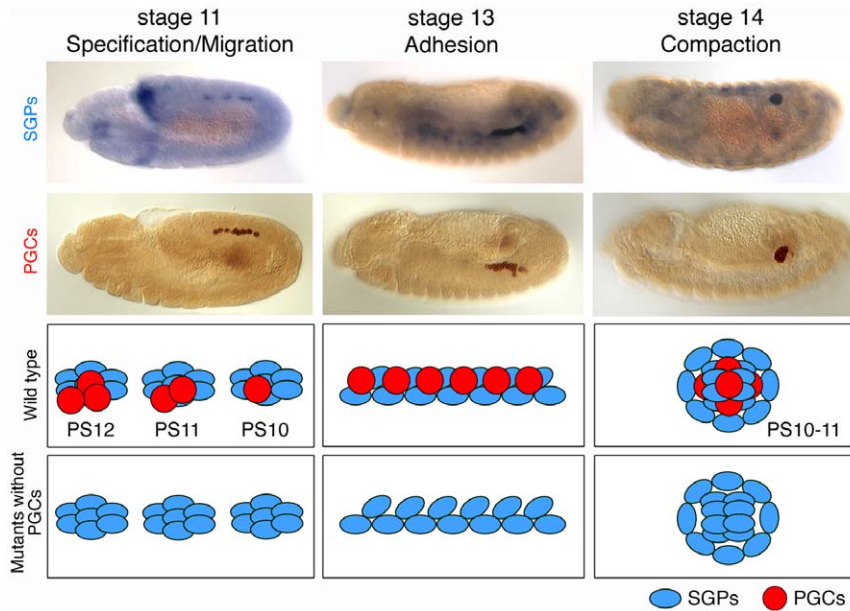 stage 11
Specification/Migration
stage 13
Adhesion
stage 14
Compaction
SGPs
PGCs
Wild type
PS12
PS11
PS10
PS10-11
Mutants without
PGCs
SGPs
PGCs